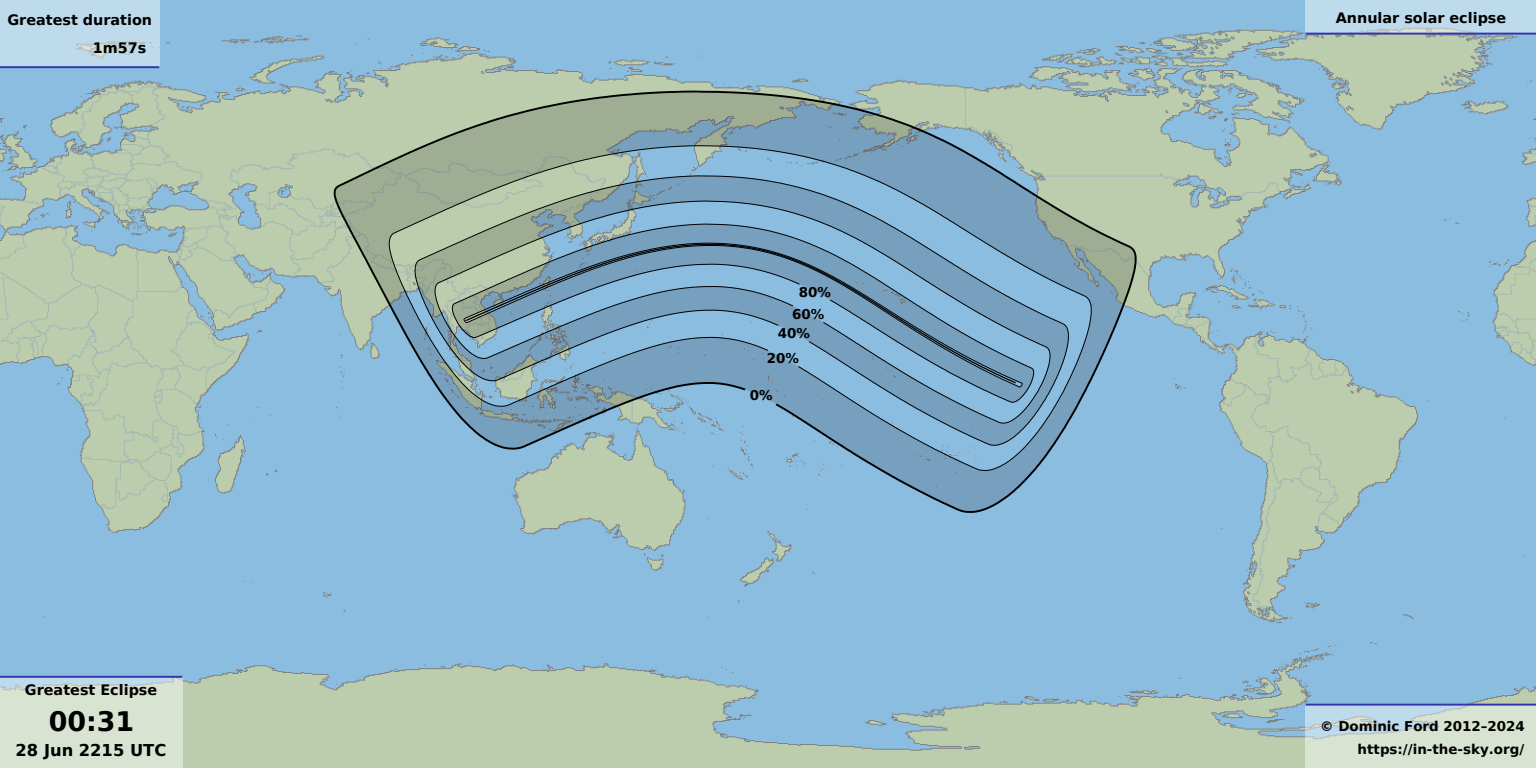 Greatest duration
1m57s
Annular solar eclipse
80%
60%
40%
20%
0%
Greatest Eclipse
00:31
28 Jun 2215 UTC
© Dominic Ford 2012–2024
https://in-the-sky.org/